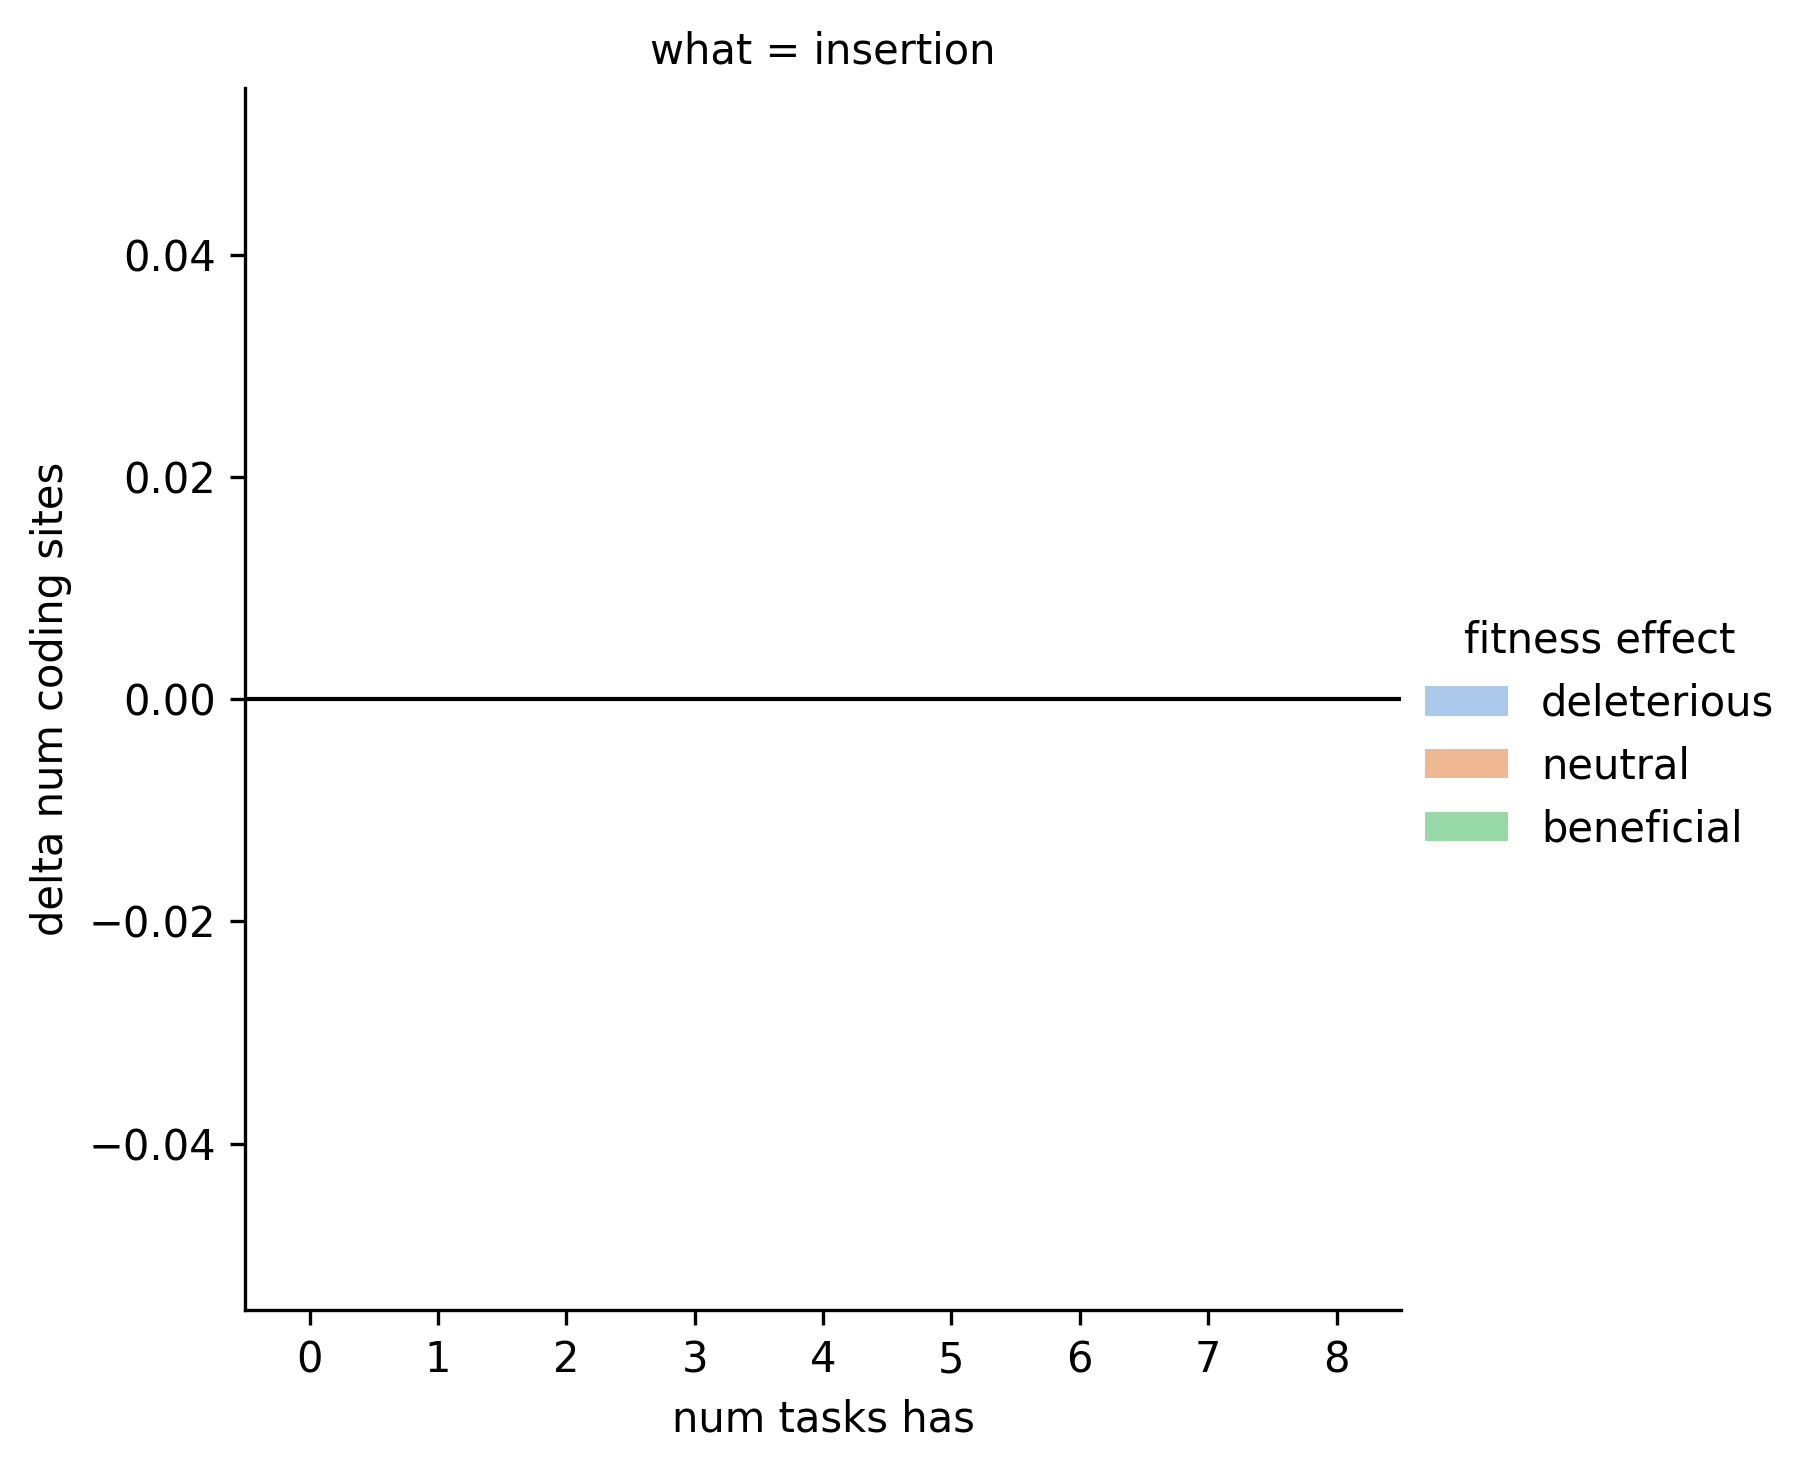 what = insertion
0.04
0.02
0.00
−0.02
−0.04
delta num coding sites
0 1 2 3 4 5 6 7 8
num tasks has
fitness effect
deleterious
neutral
beneficial